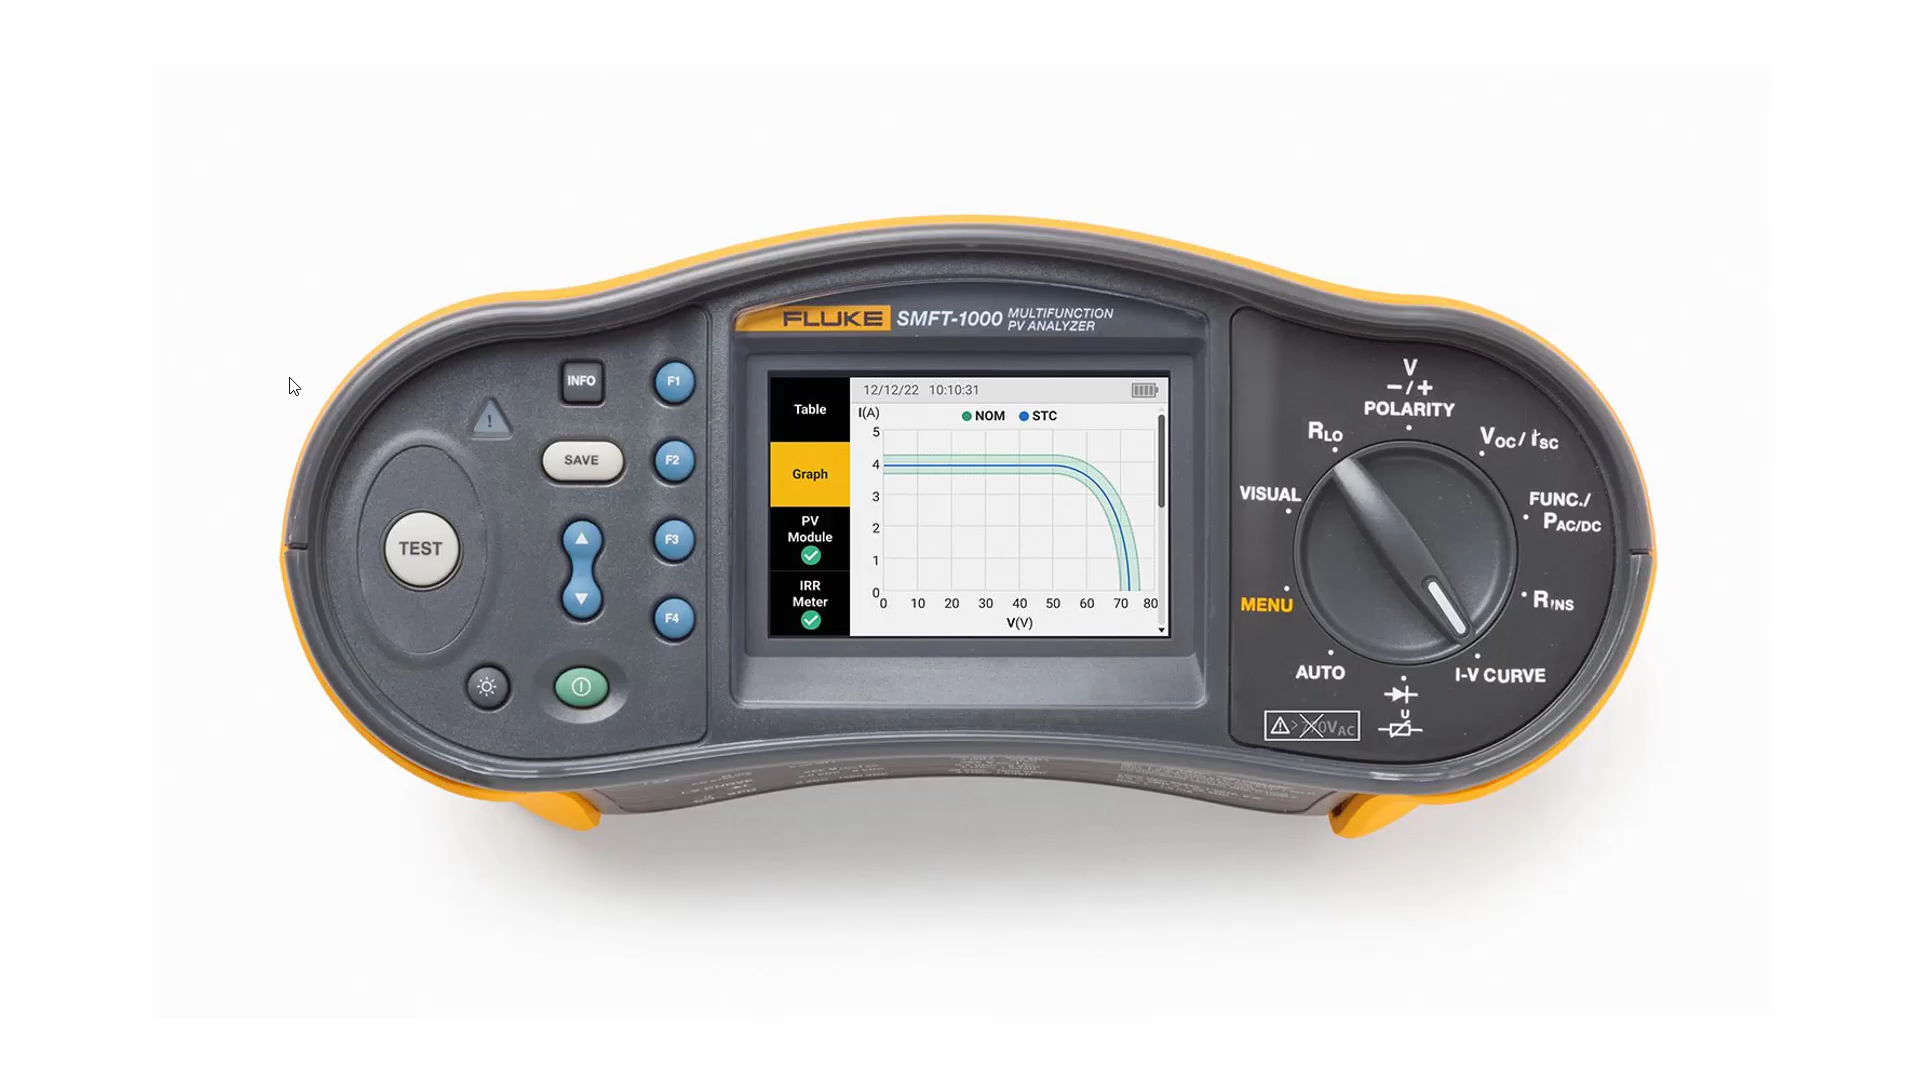 FLUKE SMFT-1000 MULTIFUNCTION
PV ANALYZER
INFO
F1
SAVE
F2
TEST
F3
F4
Table
Graph
PV
Module
IRR
Meter
12/12/22 10:10:31
I(A)
NOM STC
5
4
3
2
1
0
0 10 20 30 40 50 60 70 80
V(V)
V
−/+
POLARITY
RLO
VOC/ISC
VISUAL
FUNC./
PAC/DC
MENU
RINS
AUTO
I-V CURVE
U